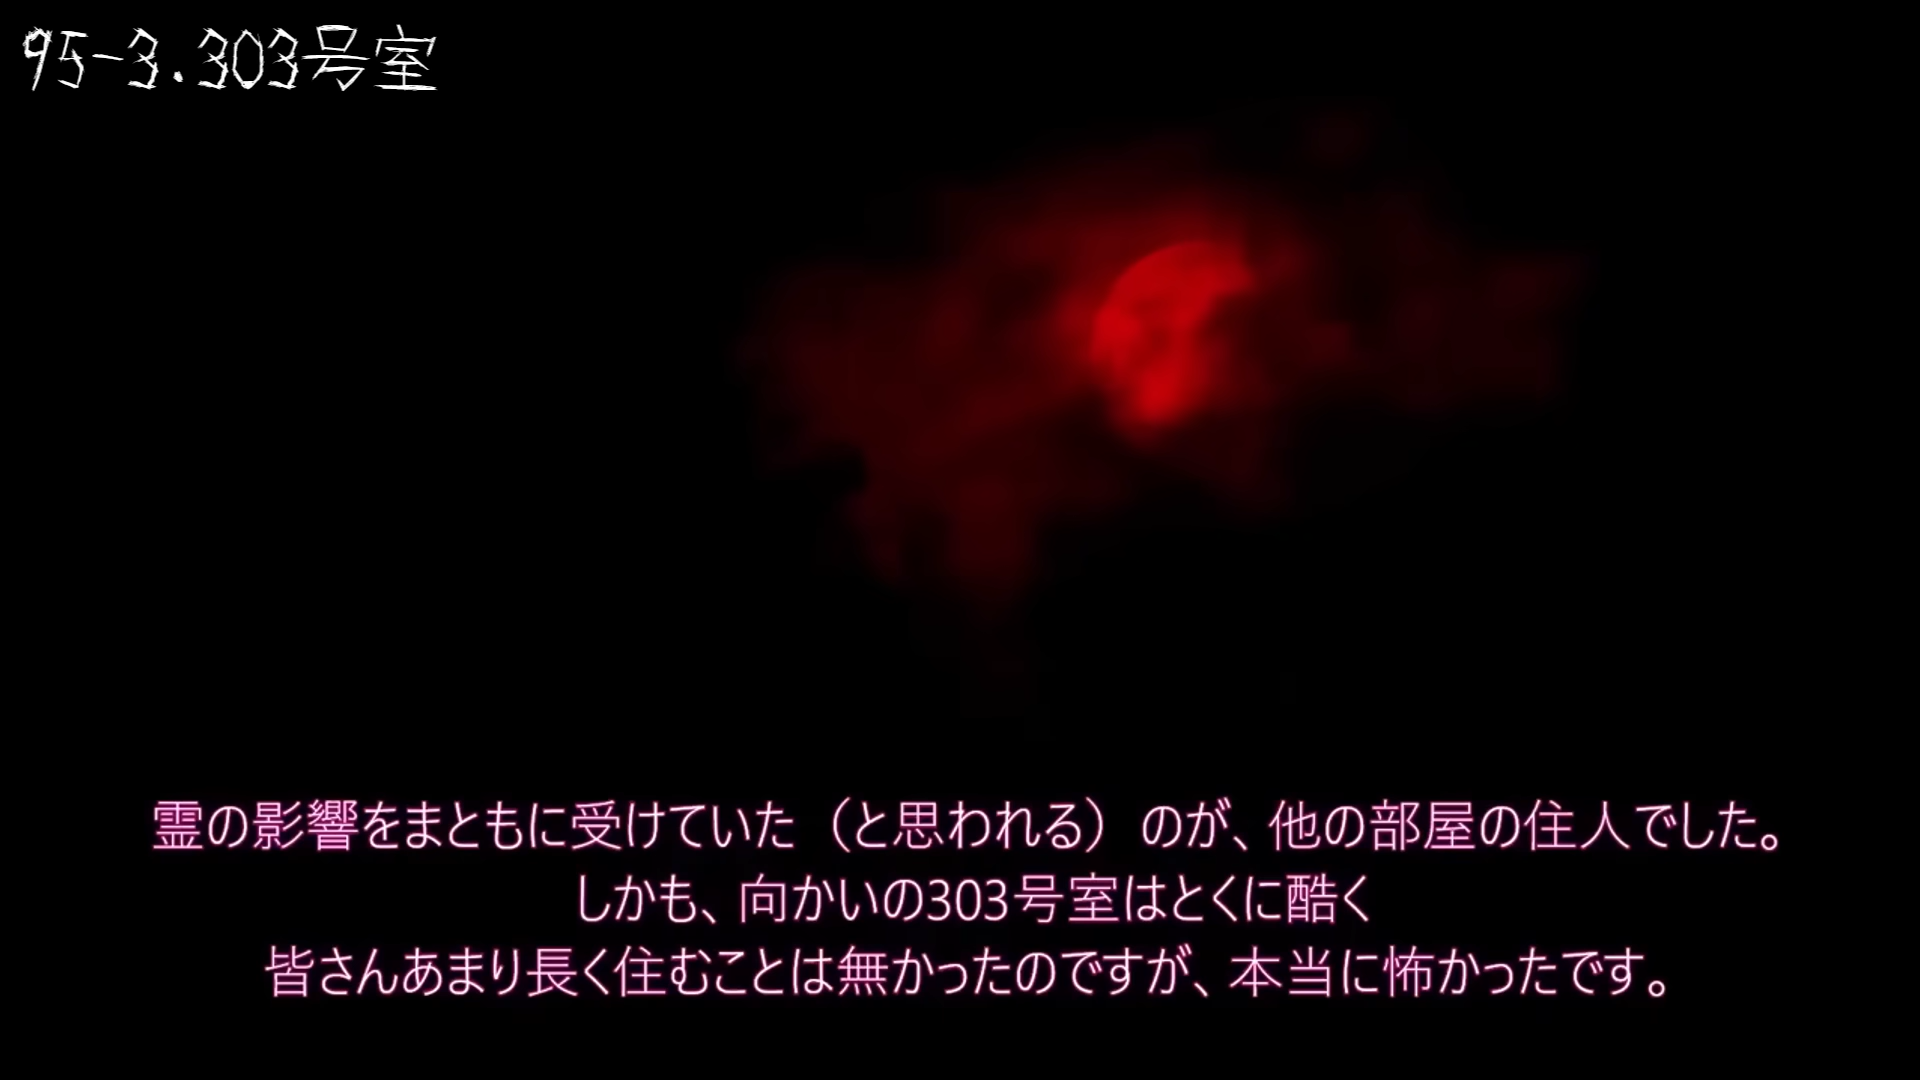 95-3.303号室
霊の影響をまともに受けていた（と思われる）のが、他の部屋の住人でした。
しかも、向かいの303号室はとくに酷く
皆さんあまり長く住むことは無かったのですが、本当に怖かったです。